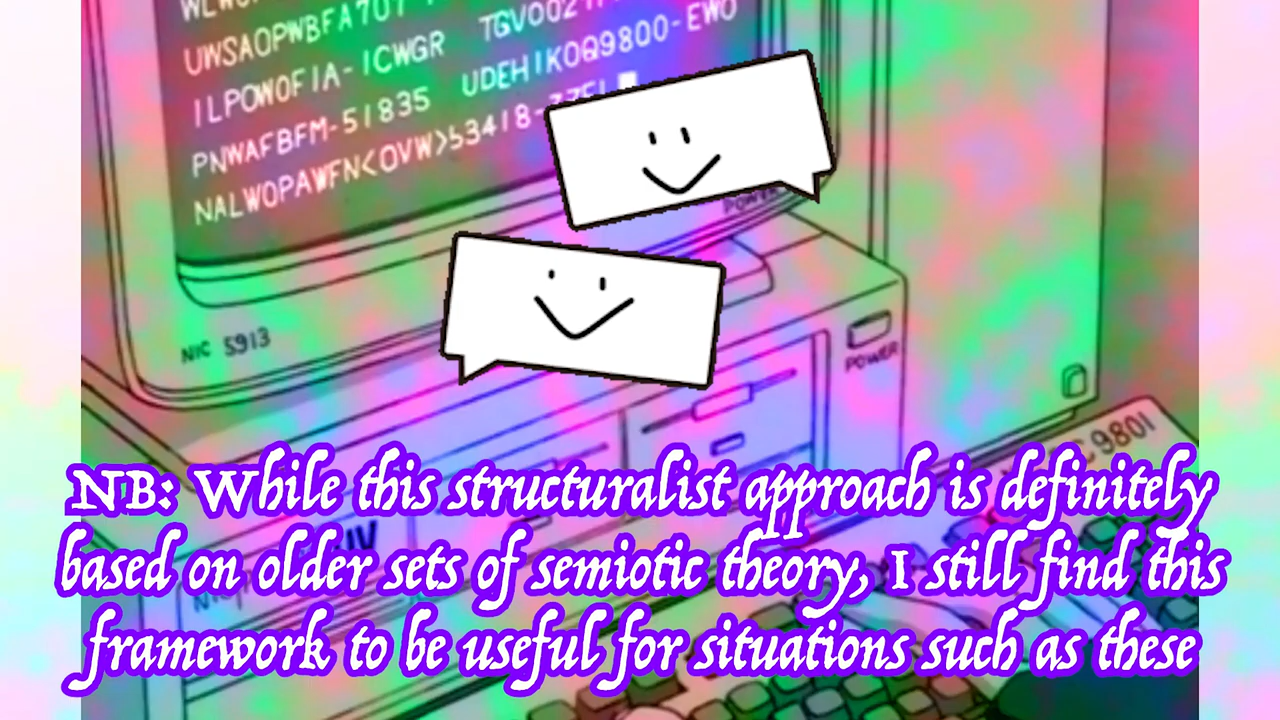 UWSAOPWBFA707
ILPOWOFIA-ICWGR
PNWAFBFM-51835 UDEHIKOQ9800-EWO
NALWOPAWFN<OVW>53418-
POWER
NIC 5913
POWER
C 9801
NB: While this structuralist approach is definitely
based on older sets of semiotic theory, I still find this
framework to be useful for situations such as these